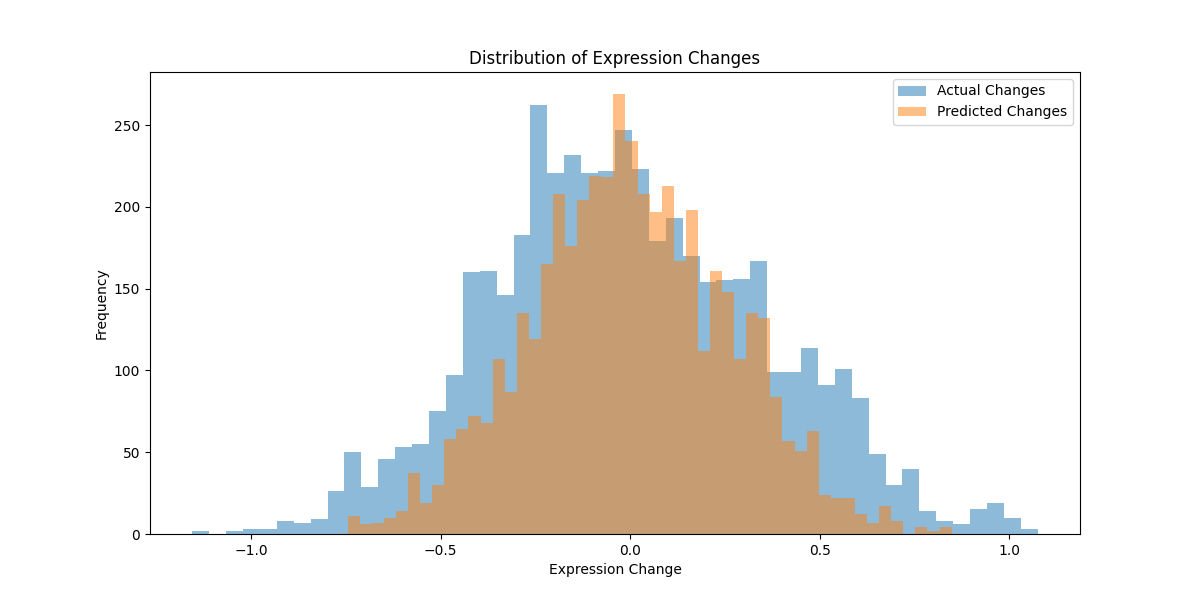 Distribution of Expression Changes
Actual Changes
Predicted Changes
Frequency
250
200
150
100
50
0
−1.0 −0.5 0.0 0.5 1.0
Expression Change